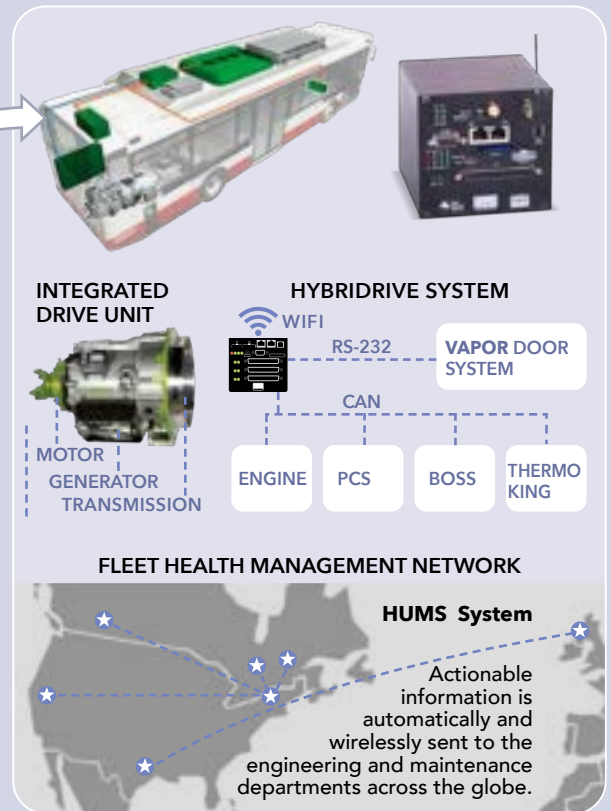 INTEGRATED
DRIVE UNIT
MOTOR
GENERATOR
TRANSMISSION
HYBRIDRIVE SYSTEM
WIFI
RS-232
VAPOR DOOR
SYSTEM
CAN
ENGINE
PCS
BOSS
THERMO
KING
FLEET HEALTH MANAGEMENT NETWORK
HUMS System
Actionable
information is
automatically and
wirelessly sent to the
engineering and maintenance
departments across the globe.